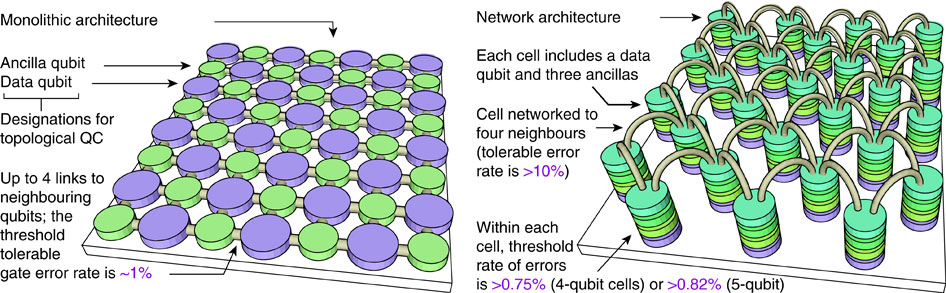 Monolithic architecture
Ancilla qubit
Data qubit
Designations for
topological QC
Up to 4 links to
neighbouring
qubits; the
threshold
tolerable
gate error rate is ~1%
Network architecture
Each cell includes a data
qubit and three ancillas
Cell networked to
four neighbours
(tolerable error
rate is >10%)
Within each
cell, threshold
rate of errors
is >0.75% (4-qubit cells) or >0.82% (5-qubit)